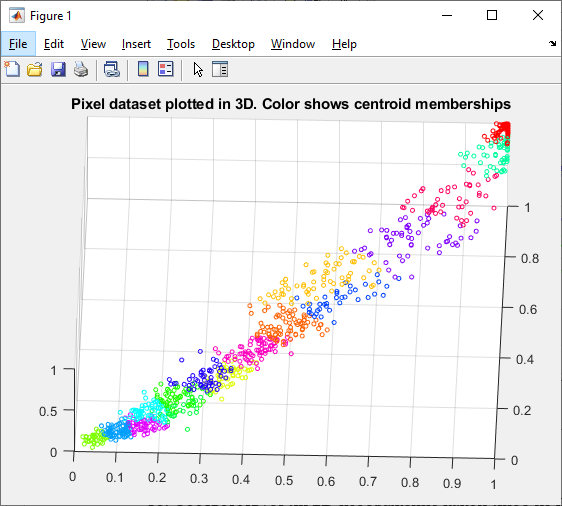 Figure 1
File Edit View Insert Tools Desktop Window Help
Pixel dataset plotted in 3D. Color shows centroid memberships
1
0.8
0.6
0.4
0.2
0
1
0.5
0
0 0.1 0.2 0.3 0.4 0.5 0.6 0.7 0.8 0.9 1